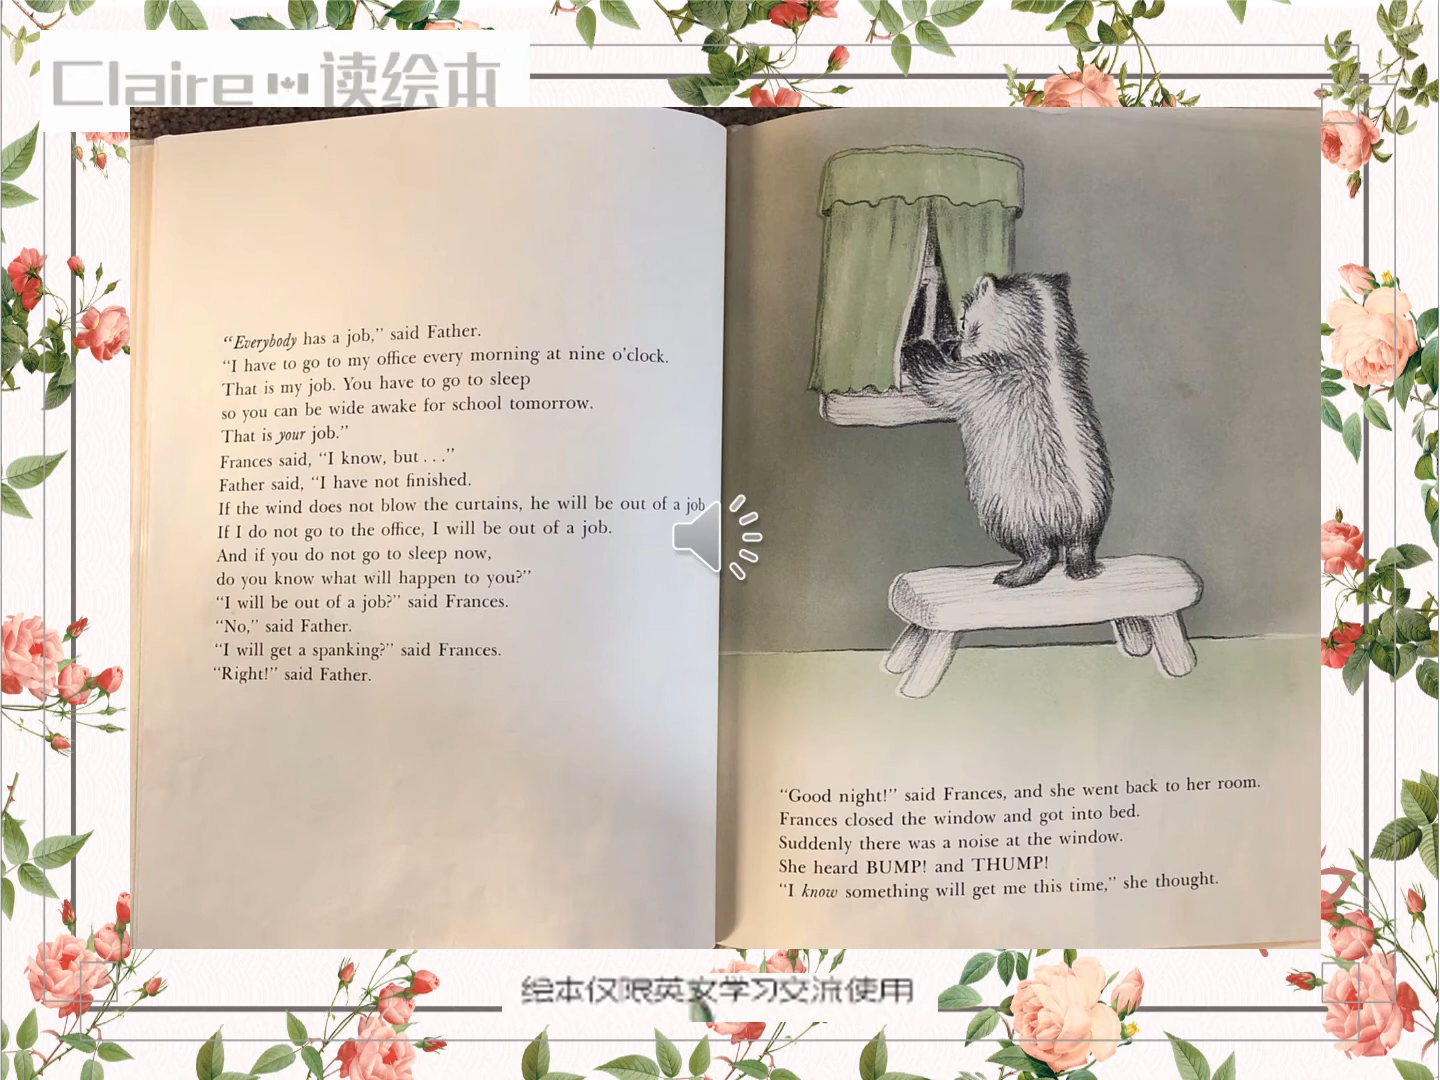 Claire 读绘本
“Everybody has a job,” said Father.
“I have to go to my office every morning at nine o’clock.
That is my job. You have to go to sleep
so you can be wide awake for school tomorrow.
That is your job.”
Frances said, “I know, but . . .”
Father said, “I have not finished.
If the wind does not blow the curtains, he will be out of a job
If I do not go to the office, I will be out of a job.
And if you do not go to sleep now,
do you know what will happen to you?”
“I will be out of a job?” said Frances.
“No,” said Father.
“I will get a spanking?” said Frances.
“Right!” said Father.
“Good night!” said Frances, and she went back to her room.
Frances closed the window and got into bed.
Suddenly there was a noise at the window.
She heard BUMP! and THUMP!
“I know something will get me this time,” she thought.
绘本仅限英文学习交流使用